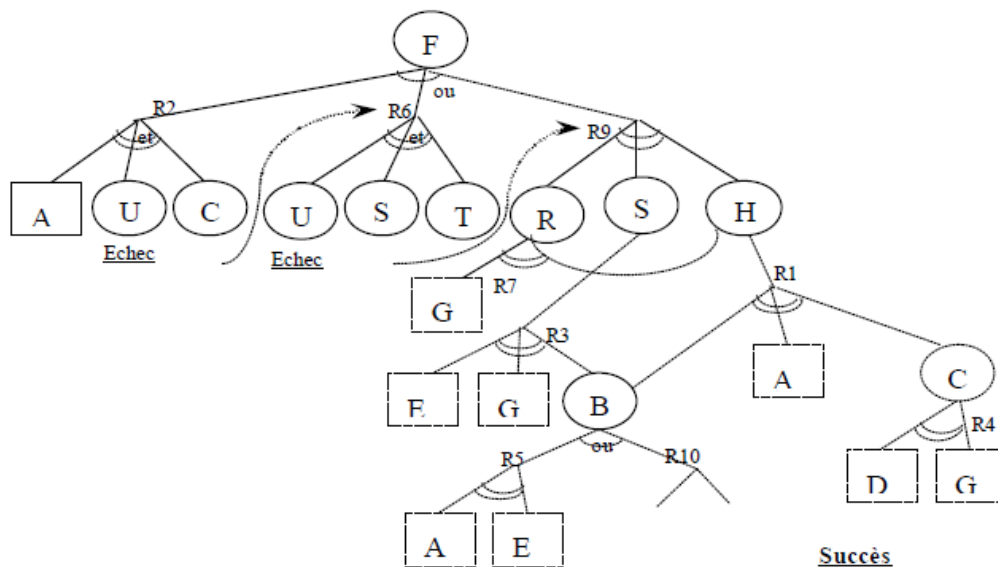 F
ou
R2
R6
R9
et
et
A
U
C
U
S
T
R
S
H
Echec
Echec
R7
R1
G
R3
E
G
B
A
C
ou
R4
R5
R10
D
G
A
E
Succès